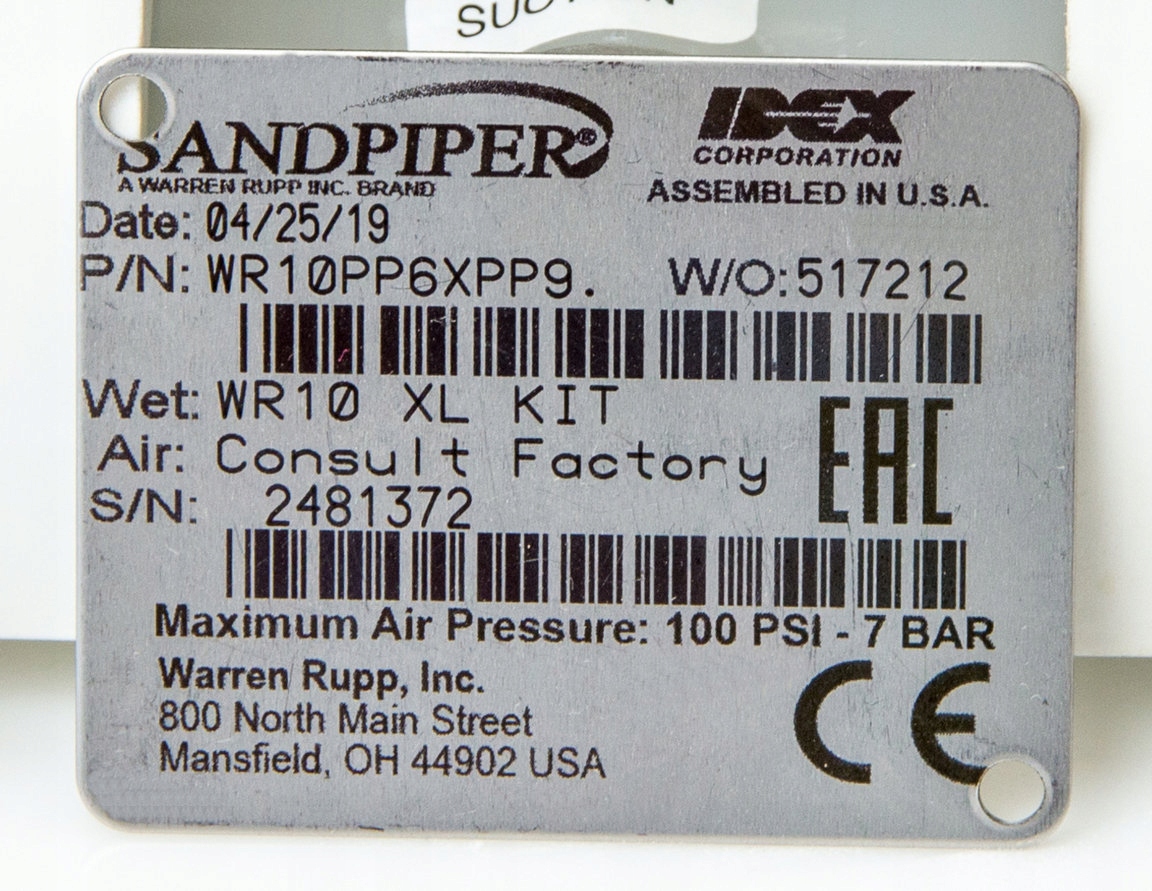 SANDPIPER®
A WARREN RUPP INC. BRAND
IDEX
CORPORATION
ASSEMBLED IN U.S.A.
Date: 04/25/19
P/N: WR10PP6XPP9. W/O: 517212
Wet: WR10 XL KIT
Air: Consult Factory
EAC
S/N: 2481372
Maximum Air Pressure: 100 PSI - 7 BAR
Warren Rupp, Inc.
800 North Main Street
Mansfield, OH 44902 USA
CE